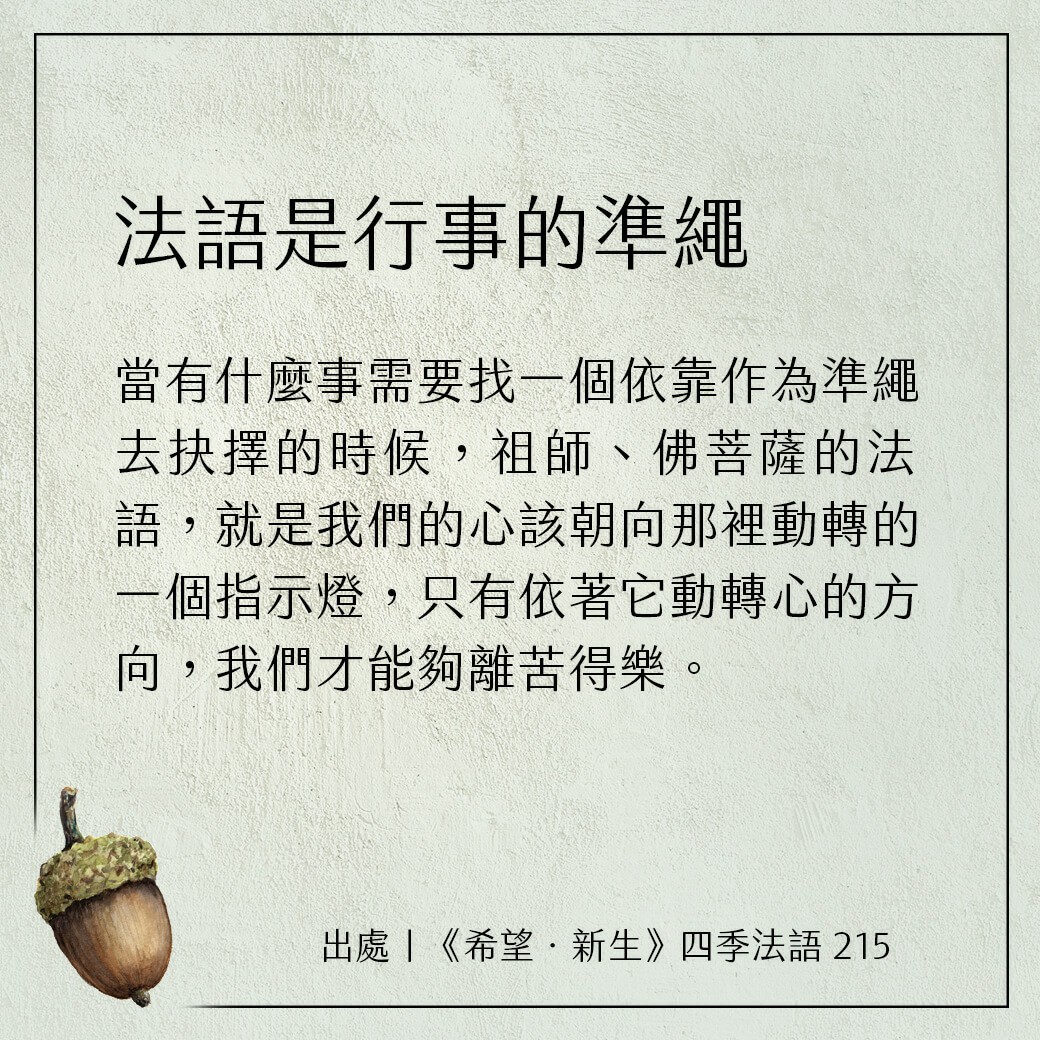 法語是行事的準繩
當有什麼事需要找一個依靠作為準繩
去抉擇的時候，祖師、佛菩薩的法
語，就是我們的心該朝向那裡動轉的
一個指示燈，只有依著它動轉心的方
向，我們才能夠離苦得樂。
出處|《希望．新生》四季法語 215